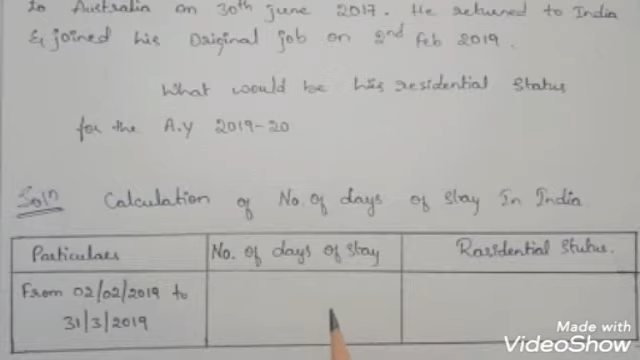 to Australia on 30th june 2017. He returned to India
& joined his Original job on 2nd Feb 2019.
What would be his residential Status
for the A.Y 2019-20
Soln Calculation of No. of days of stay In India
Particulars No. of days of stay Rasidential Stutus.
From 02/02/2019 to
31/3/2019
Made with
VideoShow